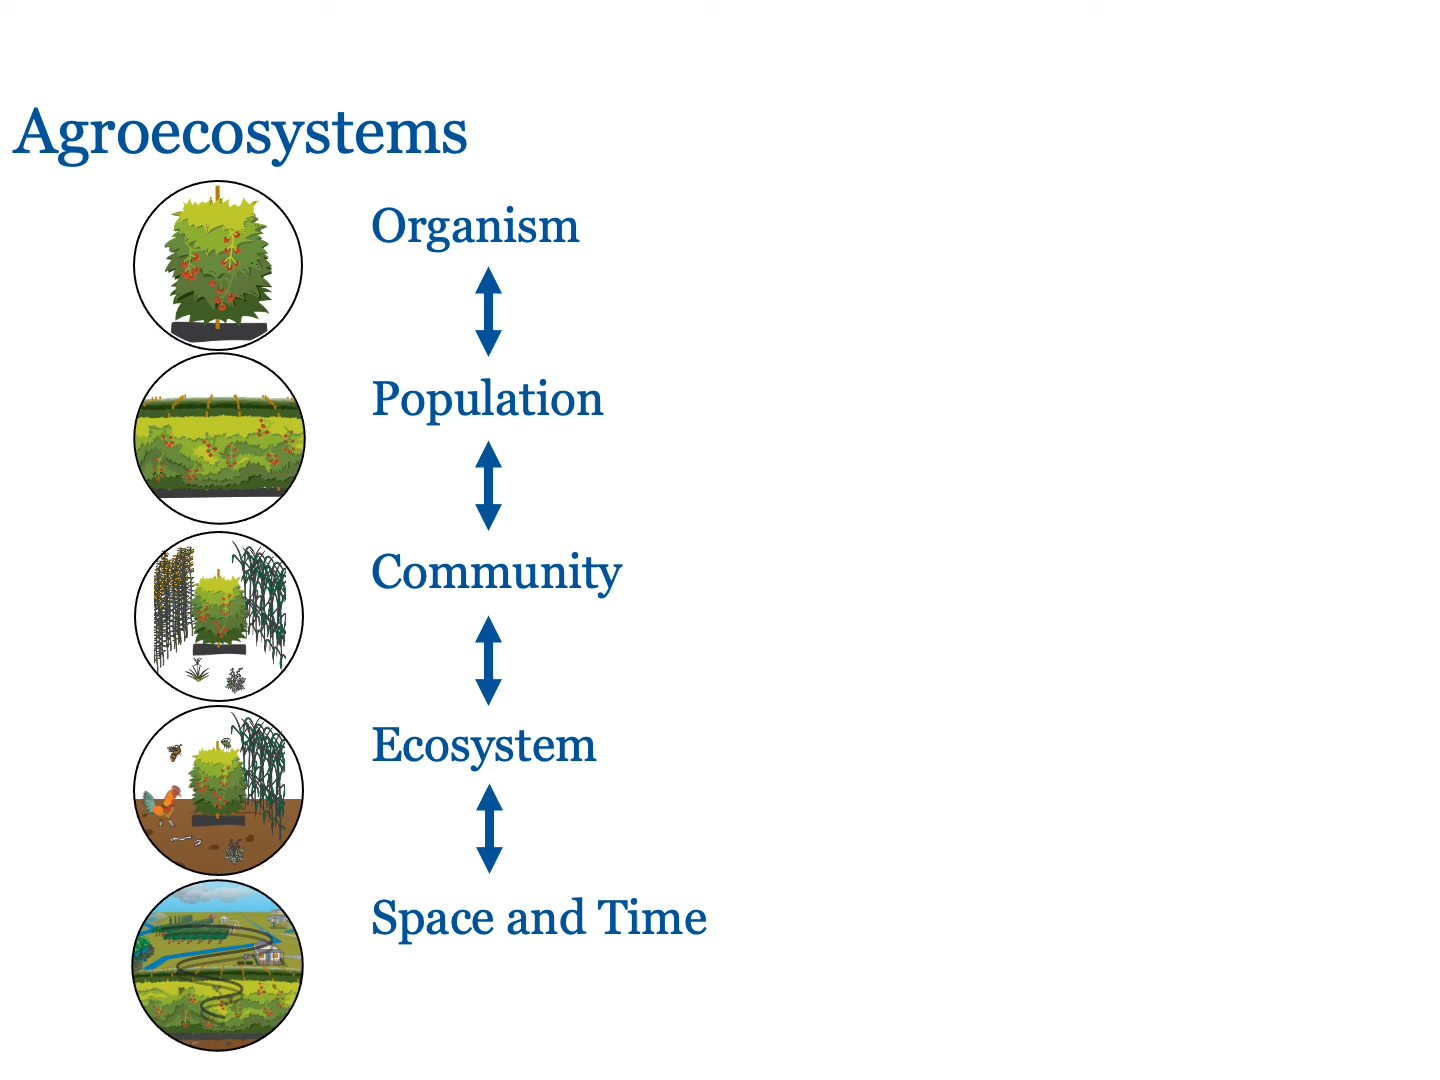 Agroecosystems
Organism
Population
Community
Ecosystem
Space and Time